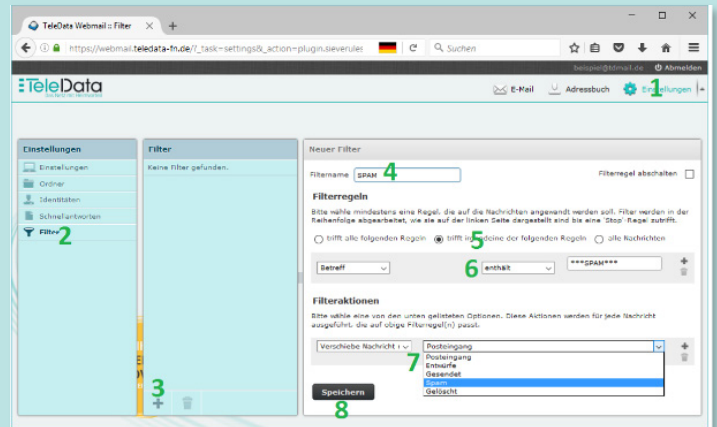 TeleData Webmail :: Filter
https://webmail.teledata-fn.de/?_task=settings&_action=plugin.sieverules
Suchen
beispiel@tdmail.de Abmelden
TeleData
E-Mail Adressbuch Einstellungen
1
Einstellungen
Einstellungen
Ordner
Identitäten
Schnellantworten
Filter 2
Filter
Keine Filter gefunden.
3
Neuer Filter
Filtername SPAM 4 Filterregel abschalten
Filterregeln
Bitte wähle mindestens eine Regel, die auf die Nachrichten angewandt werden soll. Filter werden in der
Reihenfolge abgearbeitet, wie sie auf der linken Seite dargestellt sind bis eine 'Stop'-Regel zutrifft.
5
trifft alle folgenden Regeln trifft irgendeine der folgenden Regeln alle Nachrichten
Betreff 6 enthält ***SPAM***
Filteraktionen
Bitte wähle eine von den unten gelisteten Optionen. Diese Aktionen werden für jede Nachricht
ausgeführt, die auf obige Filterregel(n) passt.
Verschiebe Nachricht Posteingang
7
Posteingang
Entwürfe
Gesendet
Spam
Gelöscht
Speichern
8